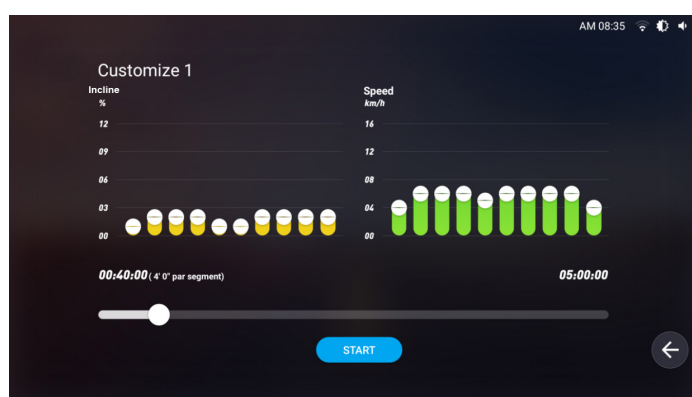 AM 08:35
Customize 1
Incline
%
12
09
06
03
00
Speed
km/h
16
12
08
04
00
00:40:00 ( 4' 0" par segment)
05:00:00
START